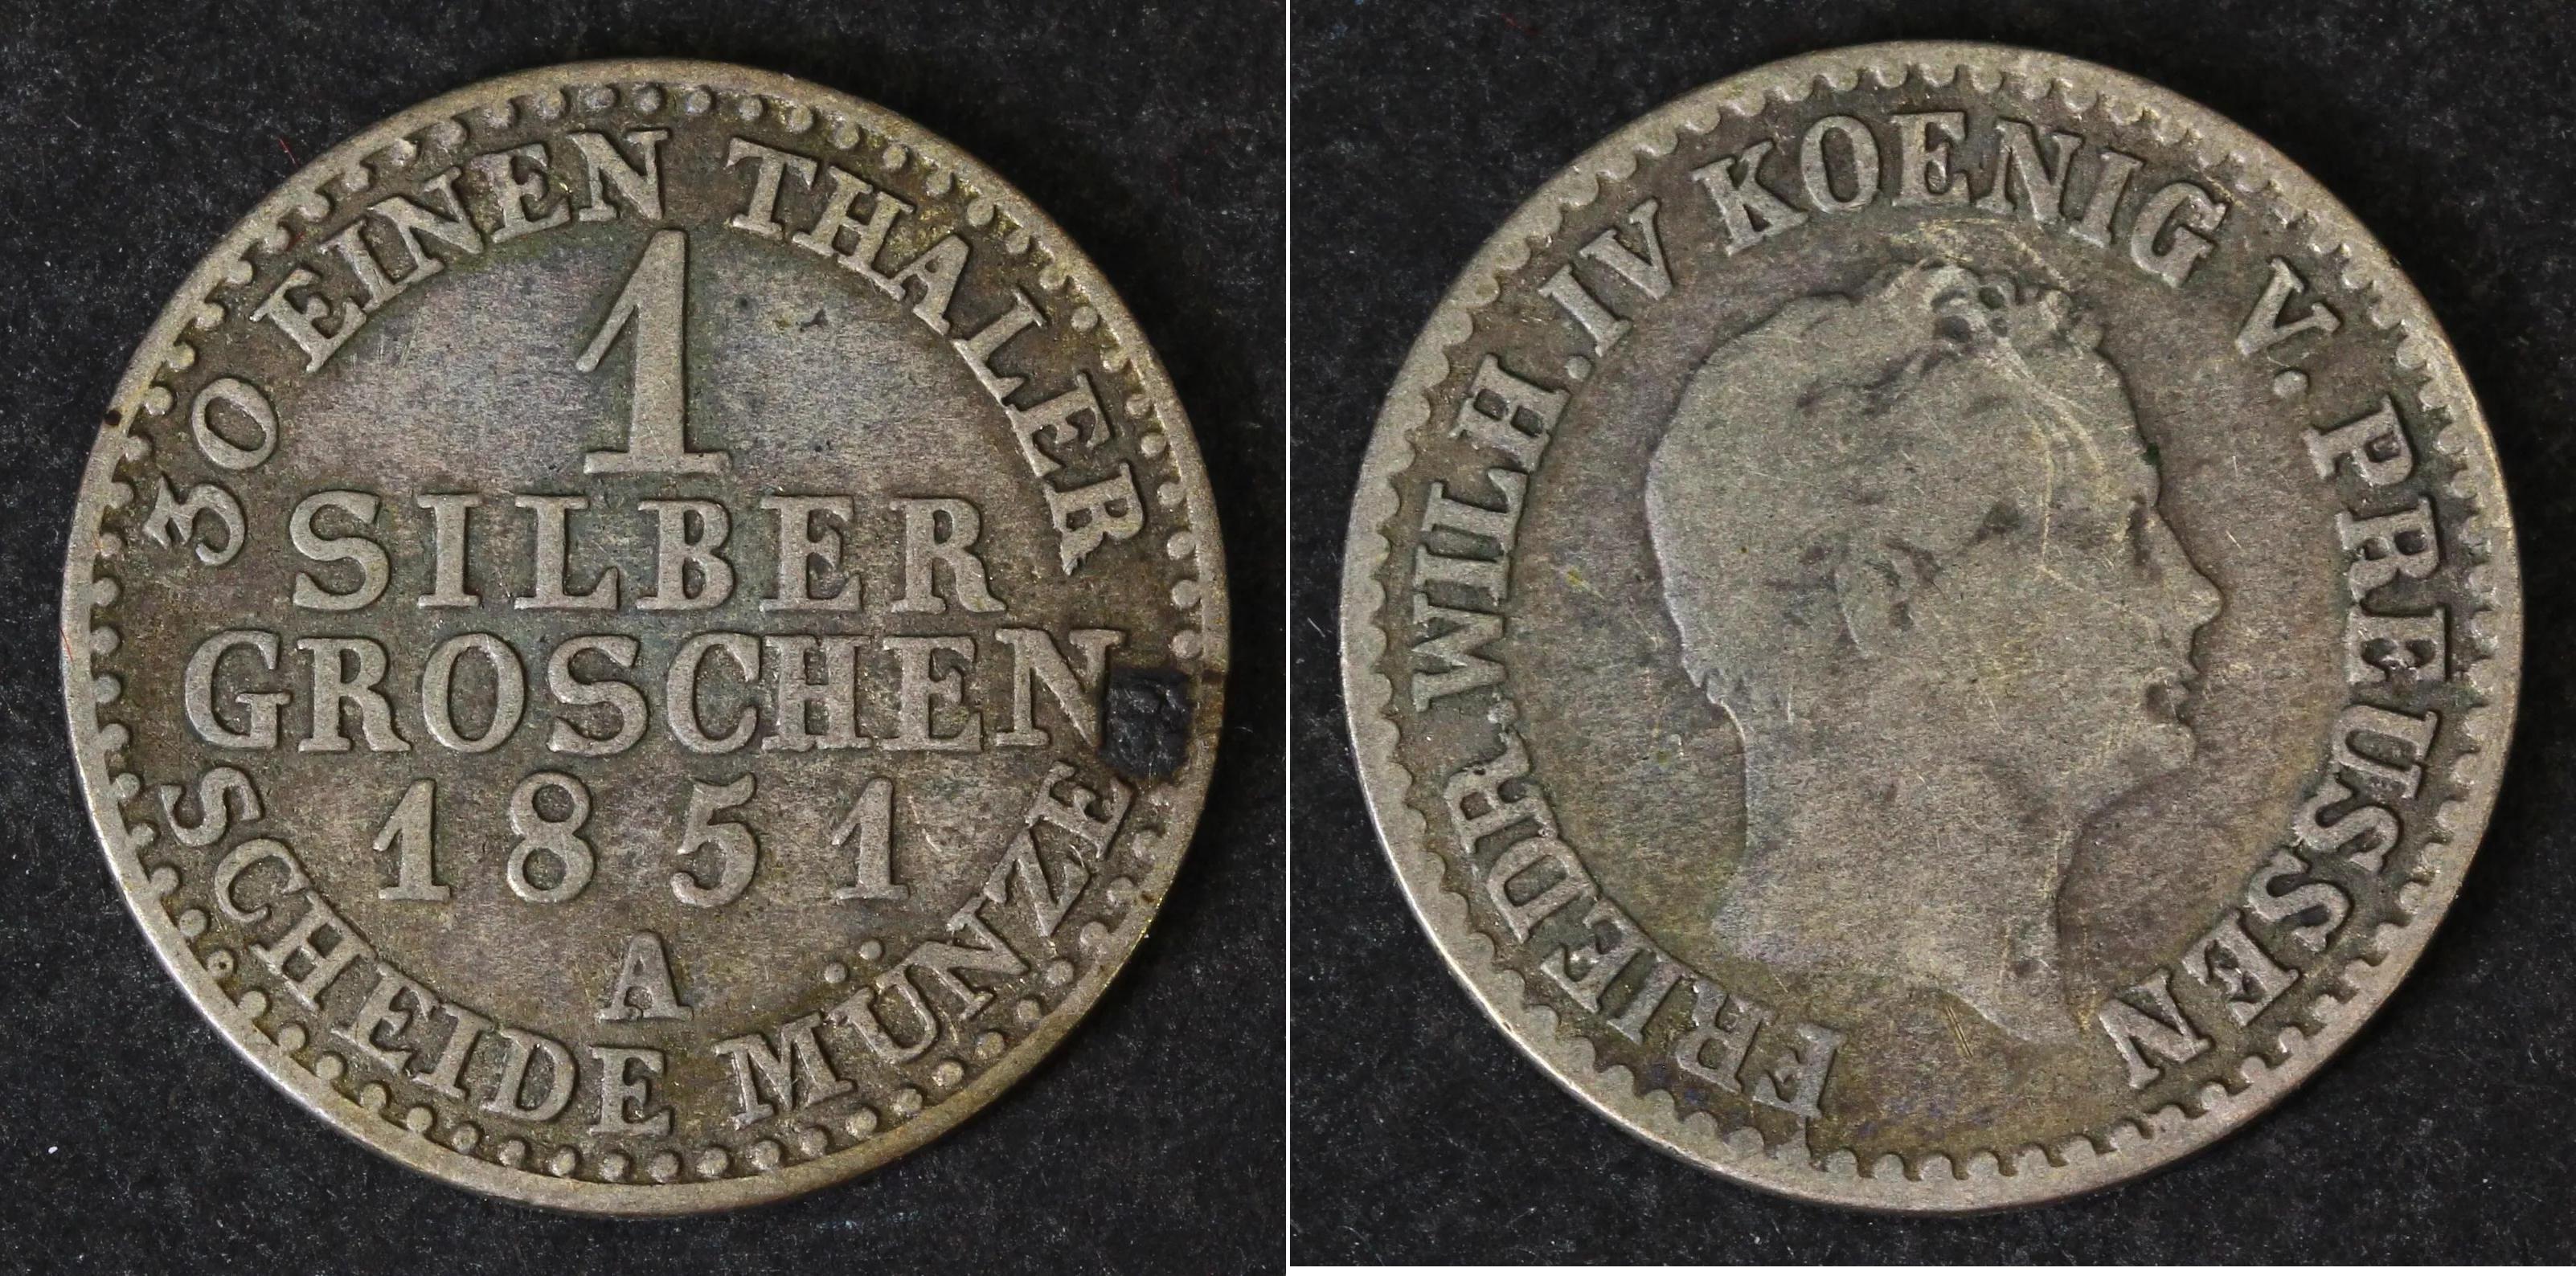 30 EINEN THALER
1
SILBER
GROSCHEN
1851
A
SCHEIDE MÜNZE
FRIEDR. WILH. IV KOENIG V. PREUSSEN